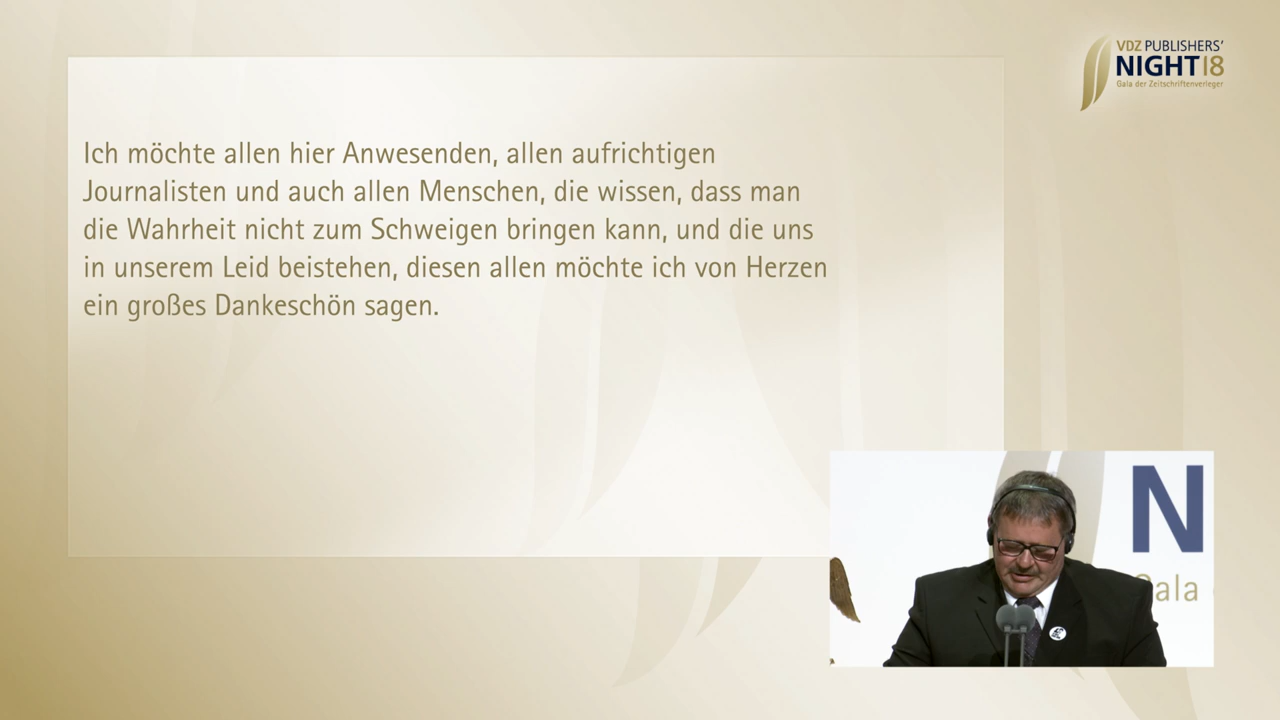 VDZ PUBLISHERS'
NIGHT18
Gala der Zeitschriftenverleger
Ich möchte allen hier Anwesenden, allen aufrichtigen
Journalisten und auch allen Menschen, die wissen, dass man
die Wahrheit nicht zum Schweigen bringen kann, und die uns
in unserem Leid beistehen, diesen allen möchte ich von Herzen
ein großes Dankeschön sagen.
N
Gala